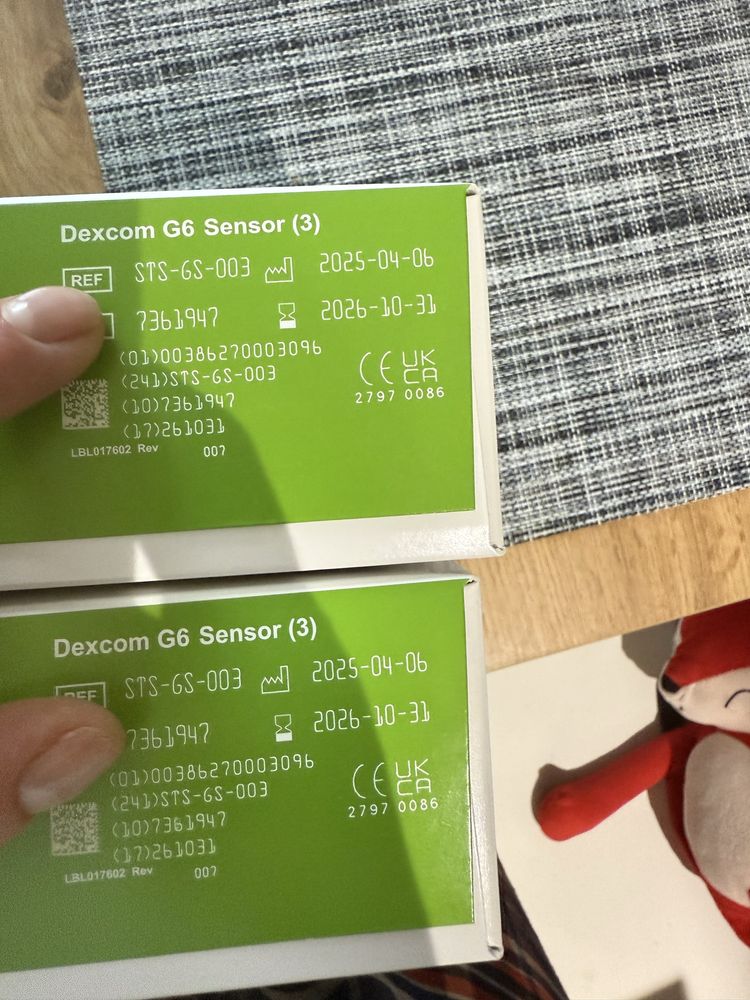 Dexcom G6 Sensor (3)
REF STS-GS-003 2025-04-06
7361947 2026-10-31
(01)00386270003096
(241)STS-GS-003
(10)7361947
(17)261031
CE UK CA
2797 0086
LBL017602 Rev 007
Dexcom G6 Sensor (3)
REF STS-GS-003 2025-04-06
7361947 2026-10-31
(01)00386270003096
(241)STS-GS-003
(10)7361947
(17)261031
CE UK CA
2797 0086
LBL017602 Rev 007